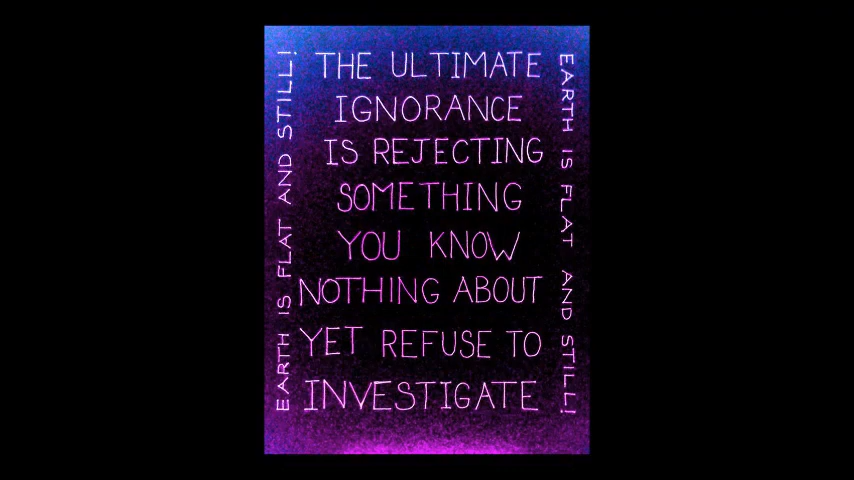 EARTH IS FLAT AND STILL!
THE ULTIMATE
IGNORANCE
IS REJECTING
SOMETHING
YOU KNOW
NOTHING ABOUT
YET REFUSE TO
INVESTIGATE
EARTH IS FLAT AND STILL!